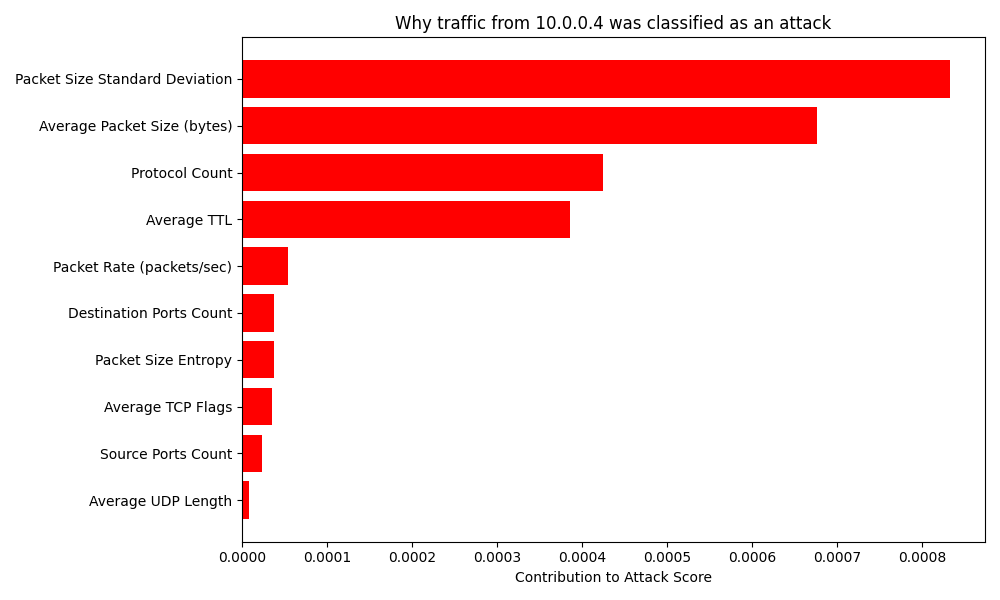 Why traffic from 10.0.0.4 was classified as an attack
Packet Size Standard Deviation
Average Packet Size (bytes)
Protocol Count
Average TTL
Packet Rate (packets/sec)
Destination Ports Count
Packet Size Entropy
Average TCP Flags
Source Ports Count
Average UDP Length
0.0000 0.0001 0.0002 0.0003 0.0004 0.0005 0.0006 0.0007 0.0008
Contribution to Attack Score